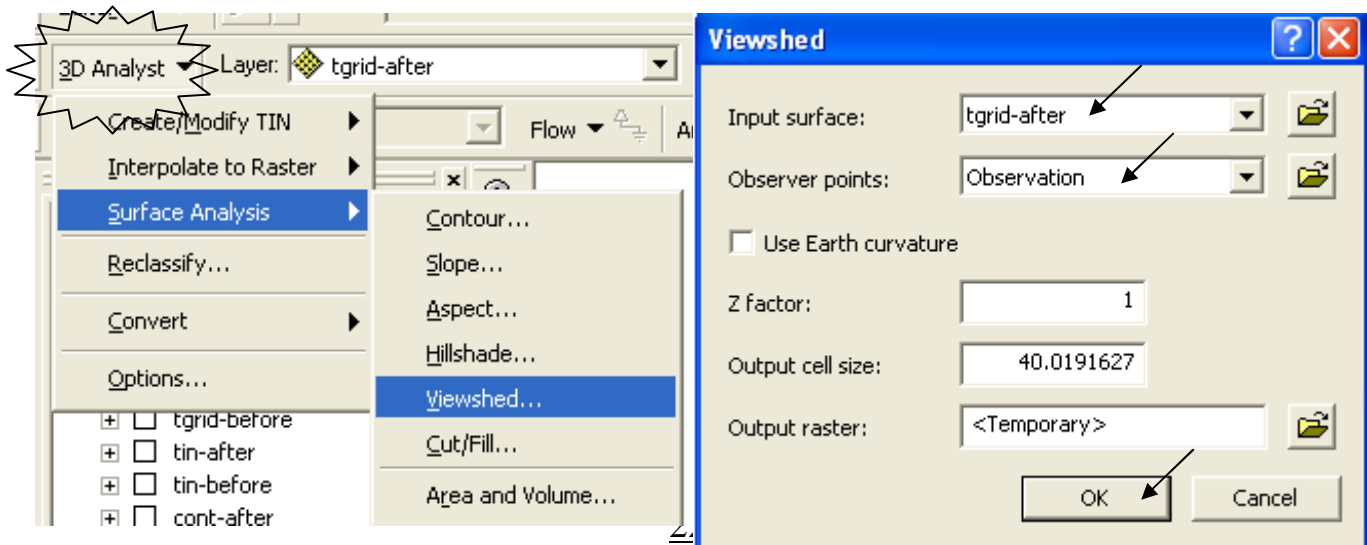 3D Analyst Layer: tgrid-after
Create/Modify TIN
Flow
Interpolate to Raster
Surface Analysis
Reclassify...
Convert
Options...
Contour...
Slope...
Aspect...
Hillshade...
Viewshed...
Cut/Fill...
Area and Volume...
tgrid-before
tin-after
tin-before
cont-after
Viewshed
Input surface: tgrid-after
Observer points: Observation
Use Earth curvature
Z factor: 1
Output cell size: 40.0191627
Output raster: <Temporary>
OK Cancel